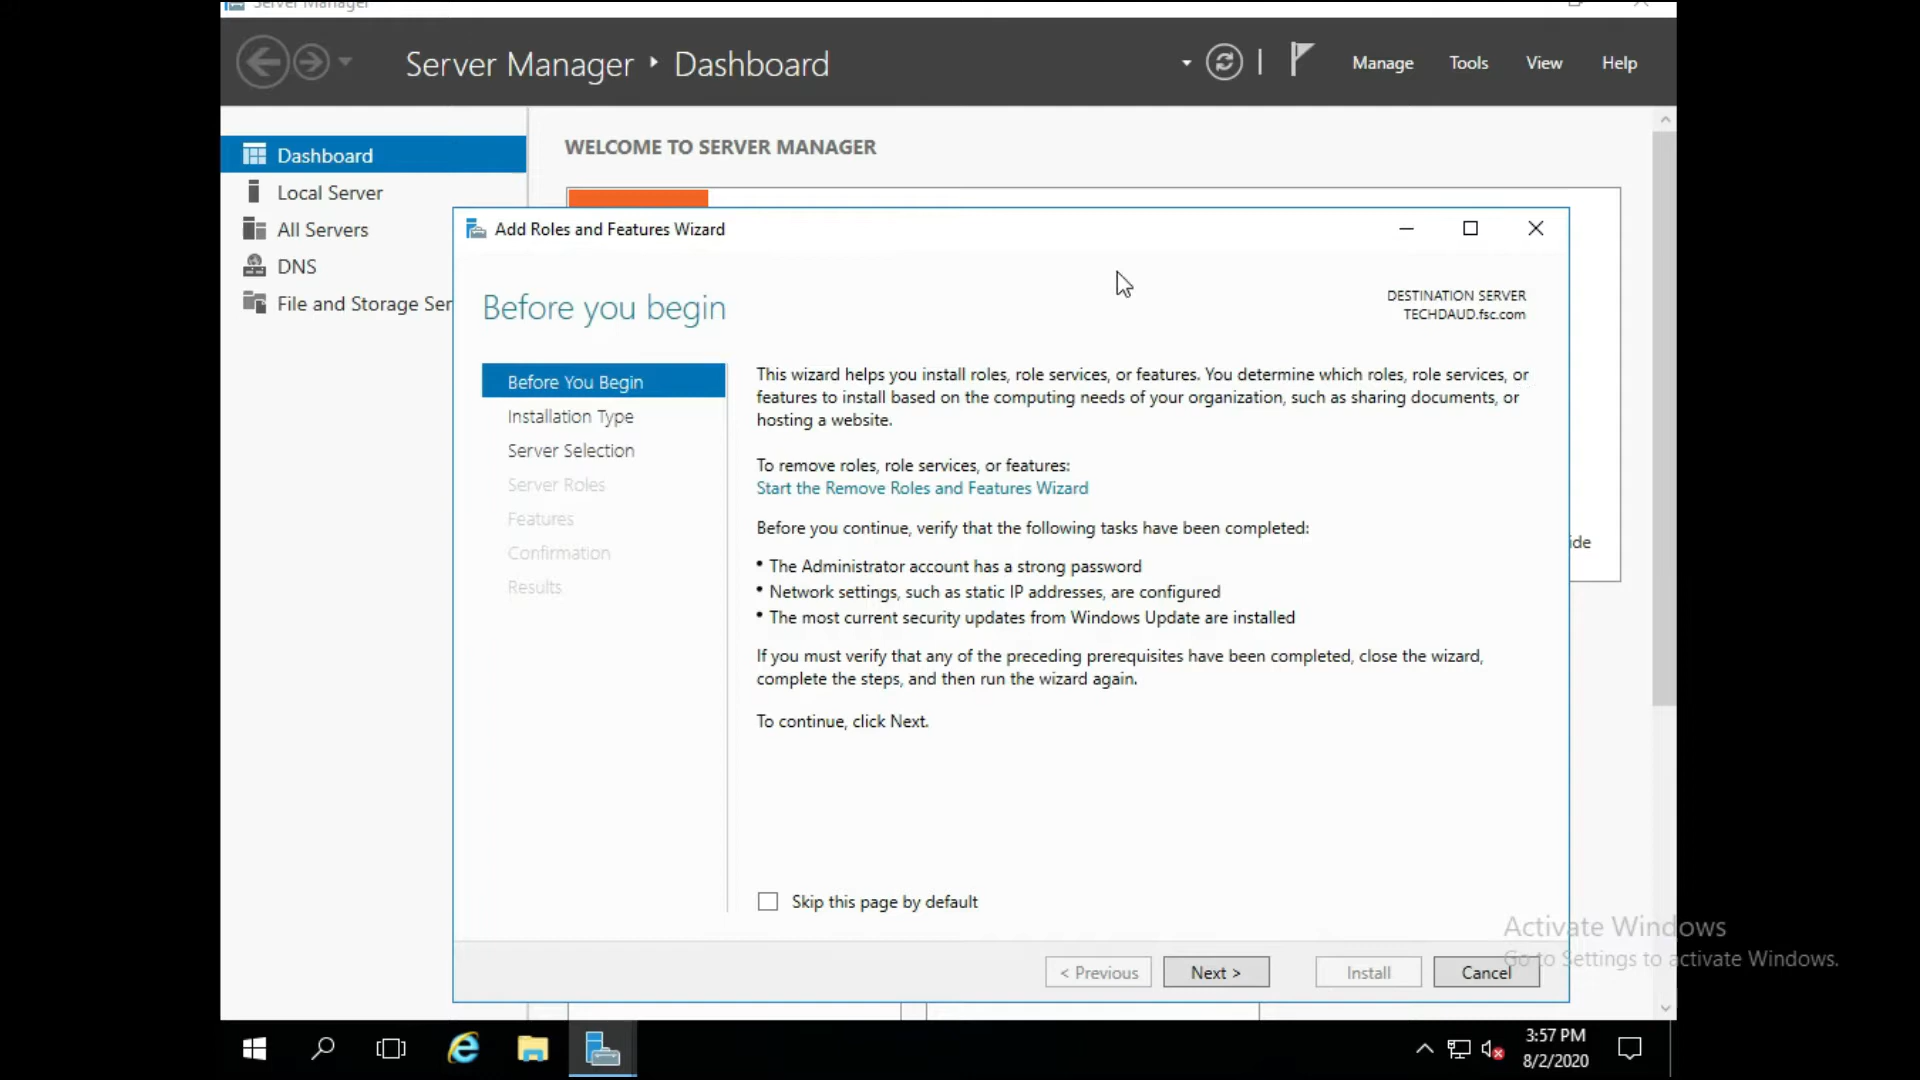 Server Manager
Server Manager ‣ Dashboard
Manage
Tools
View
Help
Dashboard
Local Server
All Servers
DNS
File and Storage Ser
WELCOME TO SERVER MANAGER
Add Roles and Features Wizard
Before you begin
DESTINATION SERVER
TECHDAUD.fsc.com
Before You Begin
Installation Type
Server Selection
Server Roles
Features
Confirmation
Results
This wizard helps you install roles, role services, or features. You determine which roles, role services, or
features to install based on the computing needs of your organization, such as sharing documents, or
hosting a website.
To remove roles, role services, or features:
Start the Remove Roles and Features Wizard
Before you continue, verify that the following tasks have been completed:
• The Administrator account has a strong password
• Network settings, such as static IP addresses, are configured
• The most current security updates from Windows Update are installed
If you must verify that any of the preceding prerequisites have been completed, close the wizard,
complete the steps, and then run the wizard again.
To continue, click Next.
ide
Skip this page by default
< Previous
Next >
Install
Cancel
Activate Windows
Go to Settings to activate Windows.
3:57 PM
8/2/2020